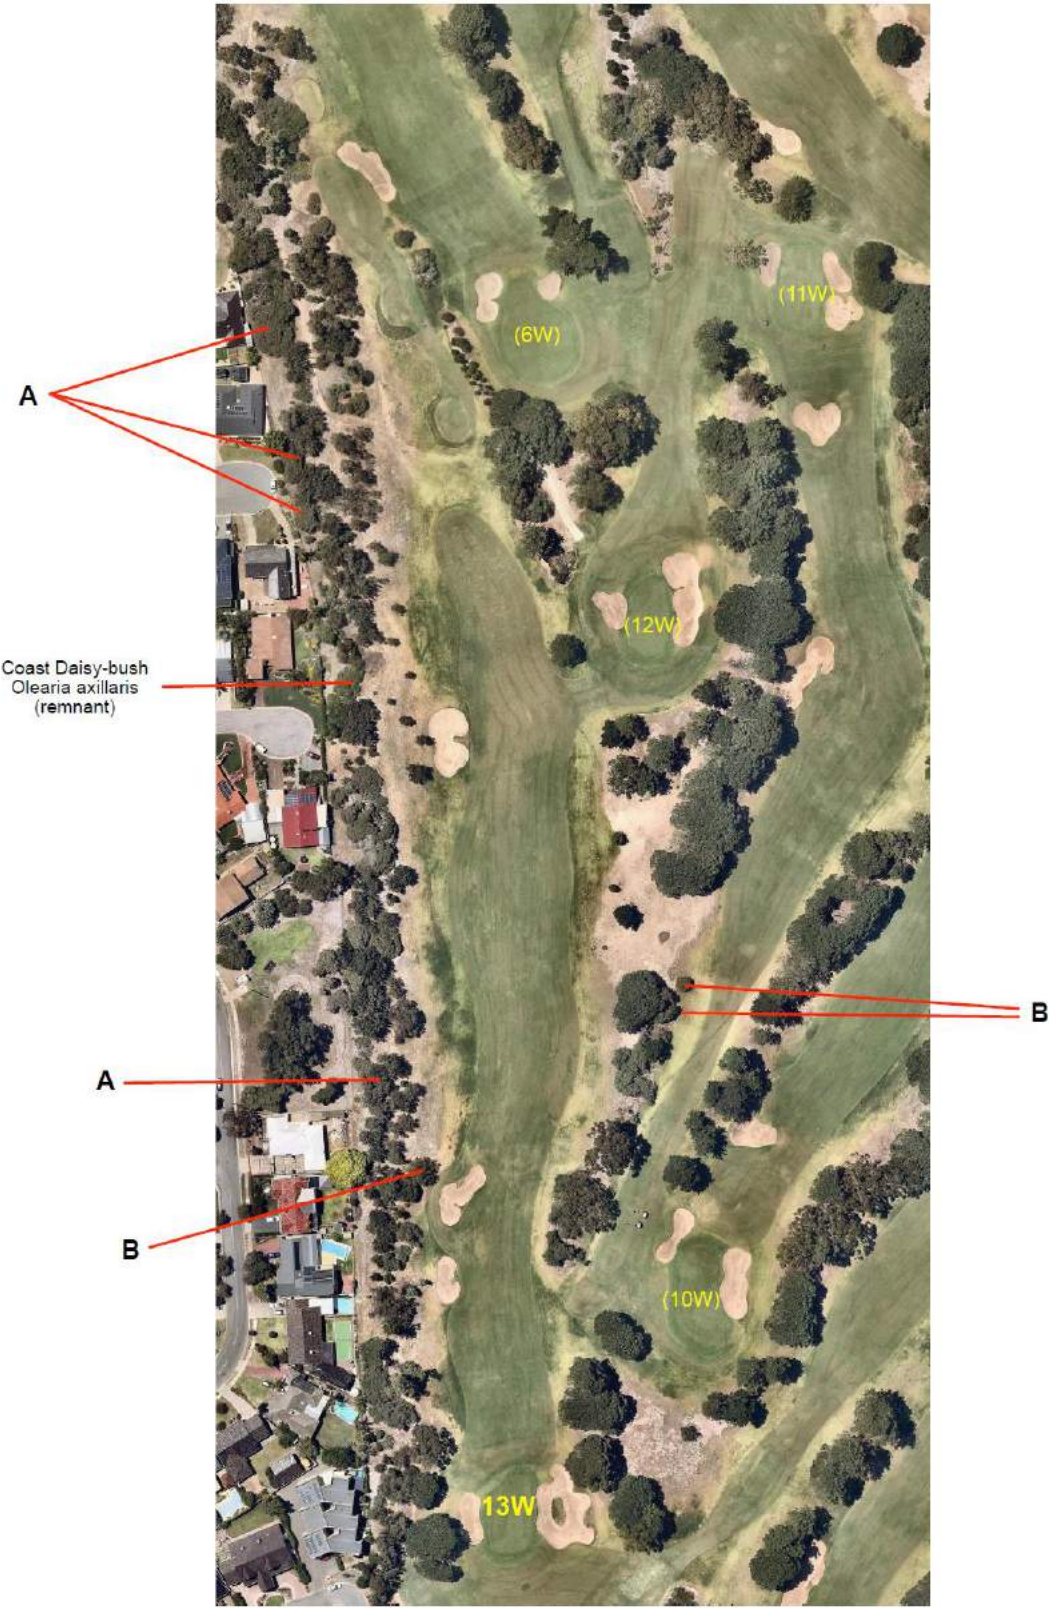 (11W)
(6W)
A
(12W)
Coast Daisy-bush
Olearia axillaris
(remnant)
B
A
B
(10W)
13W